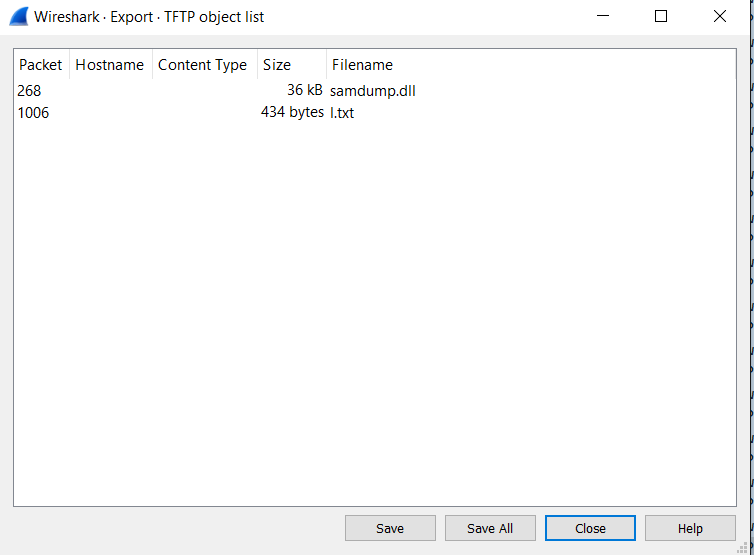 Wireshark · Export · TFTP object list
Packet Hostname Content Type Size Filename
268 36 kB samdump.dll
1006 434 bytes l.txt
Save Save All Close Help